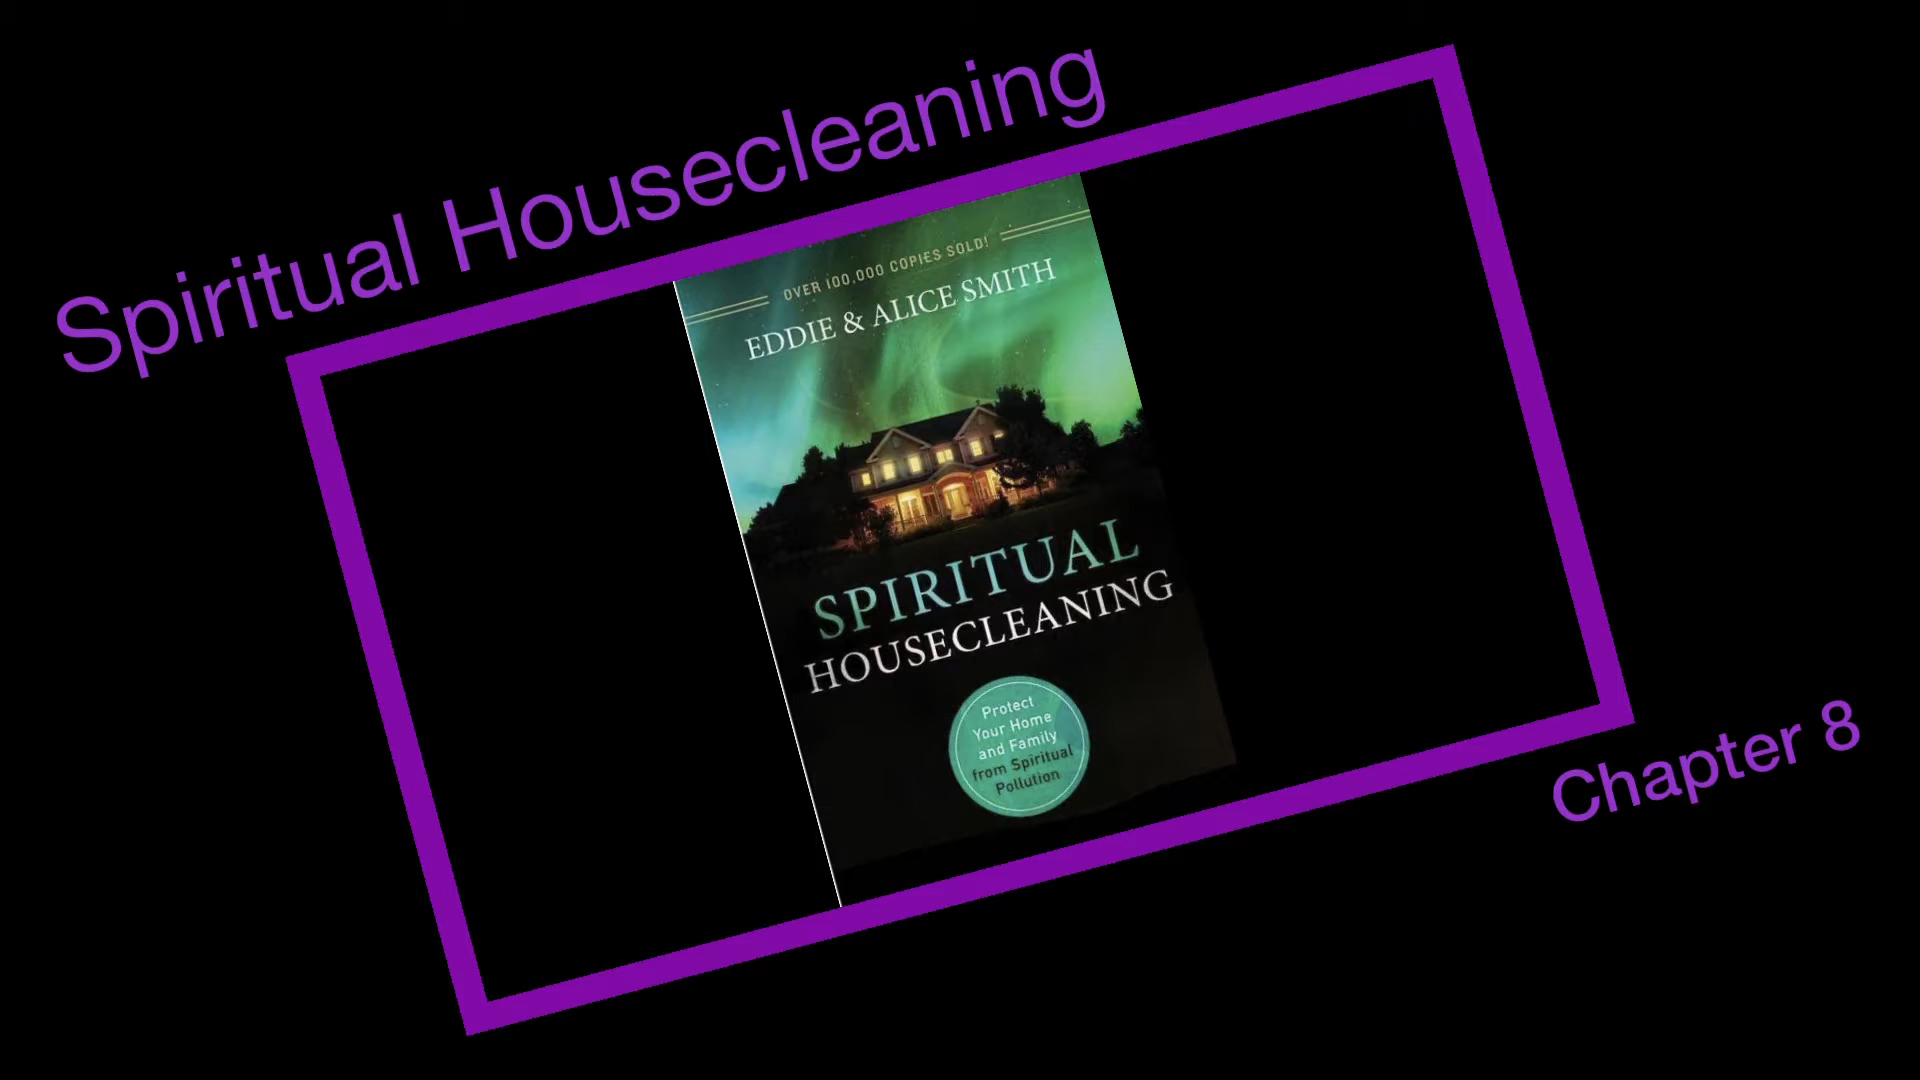 Spiritual Housecleaning
OVER 100,000 COPIES SOLD!
EDDIE & ALICE SMITH
SPIRITUAL
HOUSECLEANING
Protect
Your Home
and Family
from Spiritual
Pollution
Chapter 8